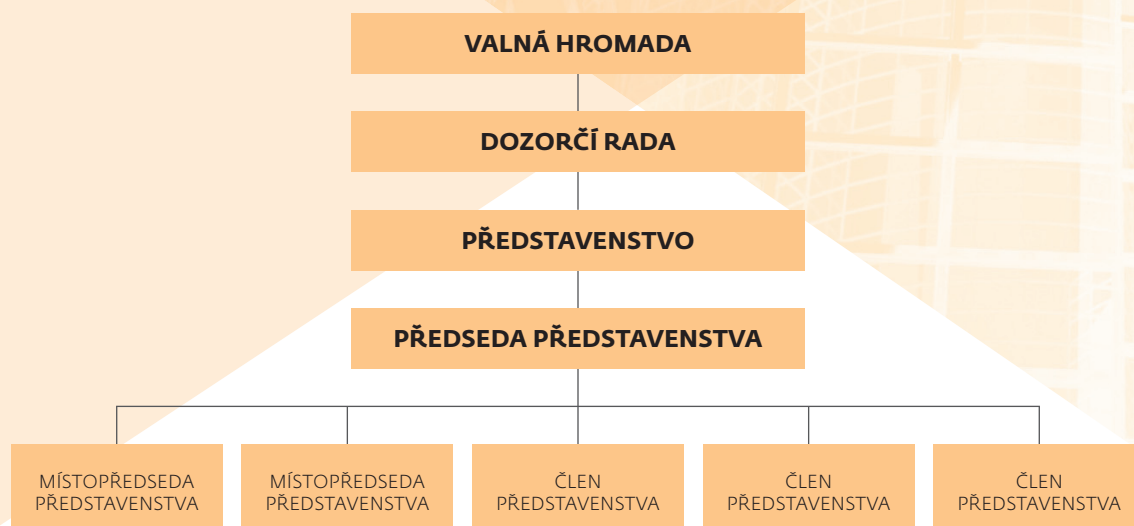 VALNÁ HROMADA
DOZORČÍ RADA
PŘEDSTAVENSTVO
PŘEDSEDA PŘEDSTAVENSTVA
MÍSTOPŘEDSEDA
PŘEDSTAVENSTVA
MÍSTOPŘEDSEDA
PŘEDSTAVENSTVA
ČLEN
PŘEDSTAVENSTVA
ČLEN
PŘEDSTAVENSTVA
ČLEN
PŘEDSTAVENSTVA